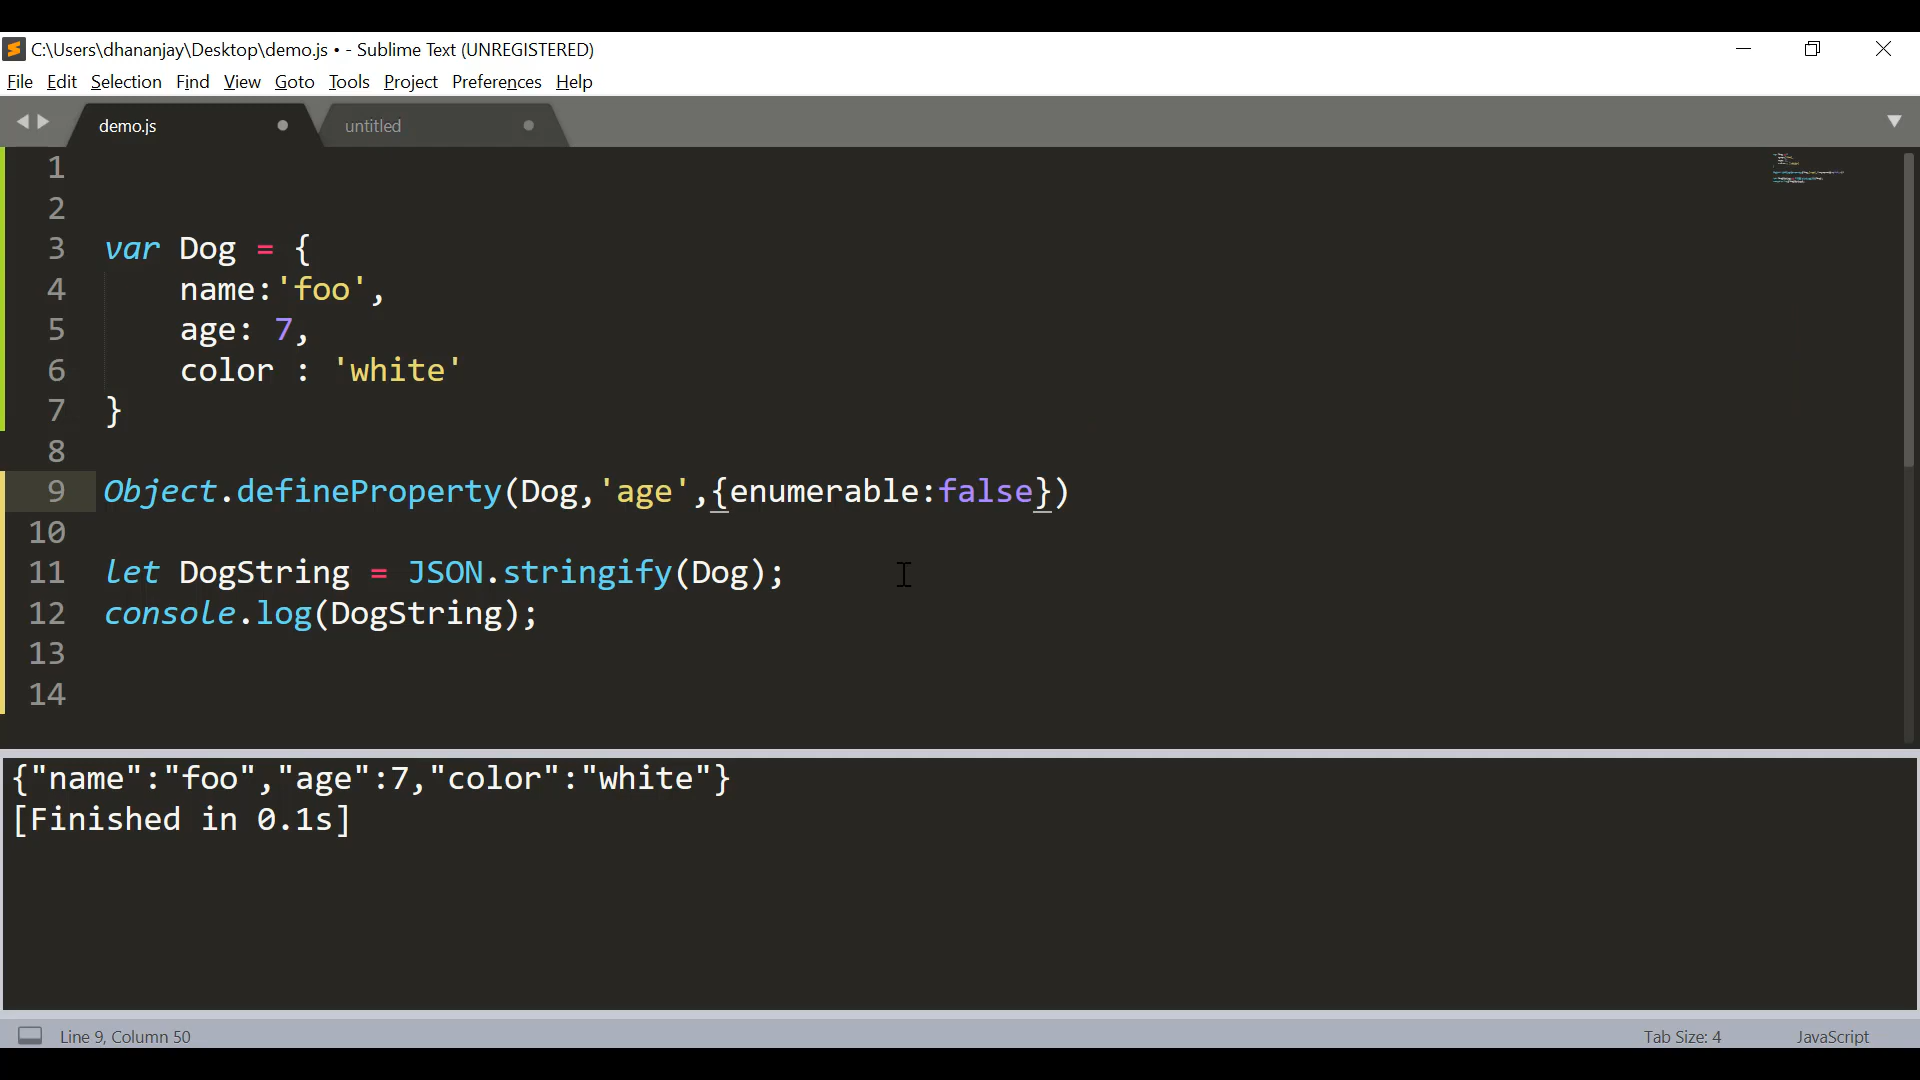 C:\Users\dhananjay\Desktop\demo.js • - Sublime Text (UNREGISTERED)
File Edit Selection Find View Goto Tools Project Preferences Help
demo.js untitled
1
2
3 var Dog = {
4 name:'foo',
5 age: 7,
6 color : 'white'
7 }
8
9 Object.defineProperty(Dog,'age',{enumerable:false})
10
11 let DogString = JSON.stringify(Dog);
12 console.log(DogString);
13
14
{"name":"foo","age":7,"color":"white"}
[Finished in 0.1s]
Line 9, Column 50 Tab Size: 4 JavaScript